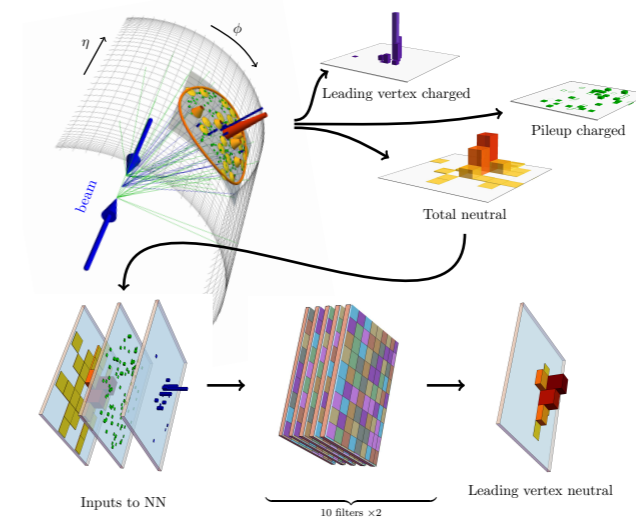 η
ϕ
Leading vertex charged
Pileup charged
beam
Total neutral
Inputs to NN
10 filters ×2
Leading vertex neutral